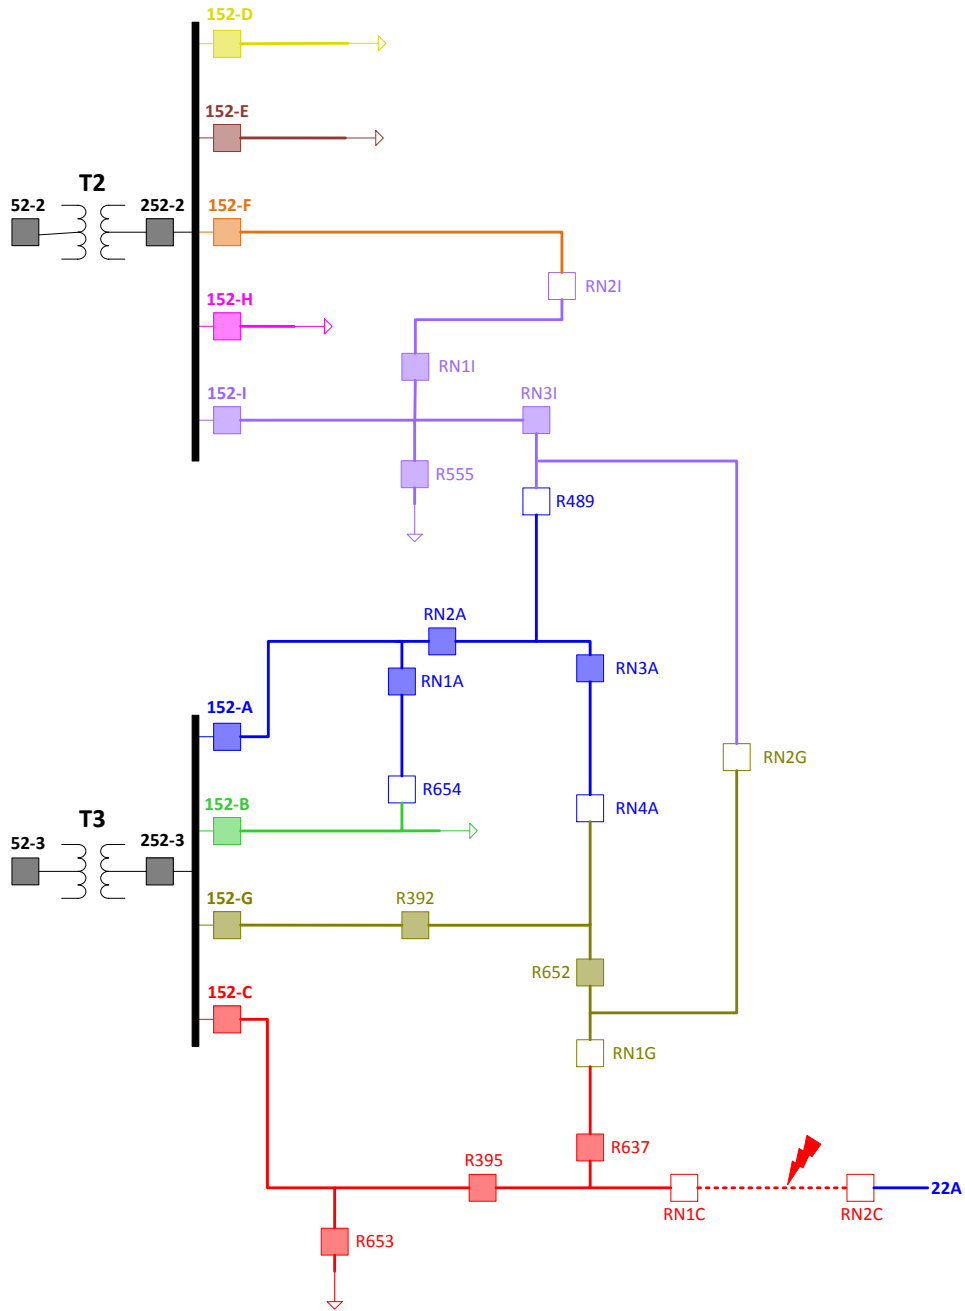 152-D
152-E
T2
52-2
252-2
152-F
RN2I
152-H
RN1I
152-I
RN3I
R555
R489
RN2A
RN3A
RN1A
152-A
RN2G
R654
RN4A
152-B
T3
52-3
252-3
152-G
R392
R652
152-C
RN1G
R637
R395
22A
RN1C
RN2C
R653